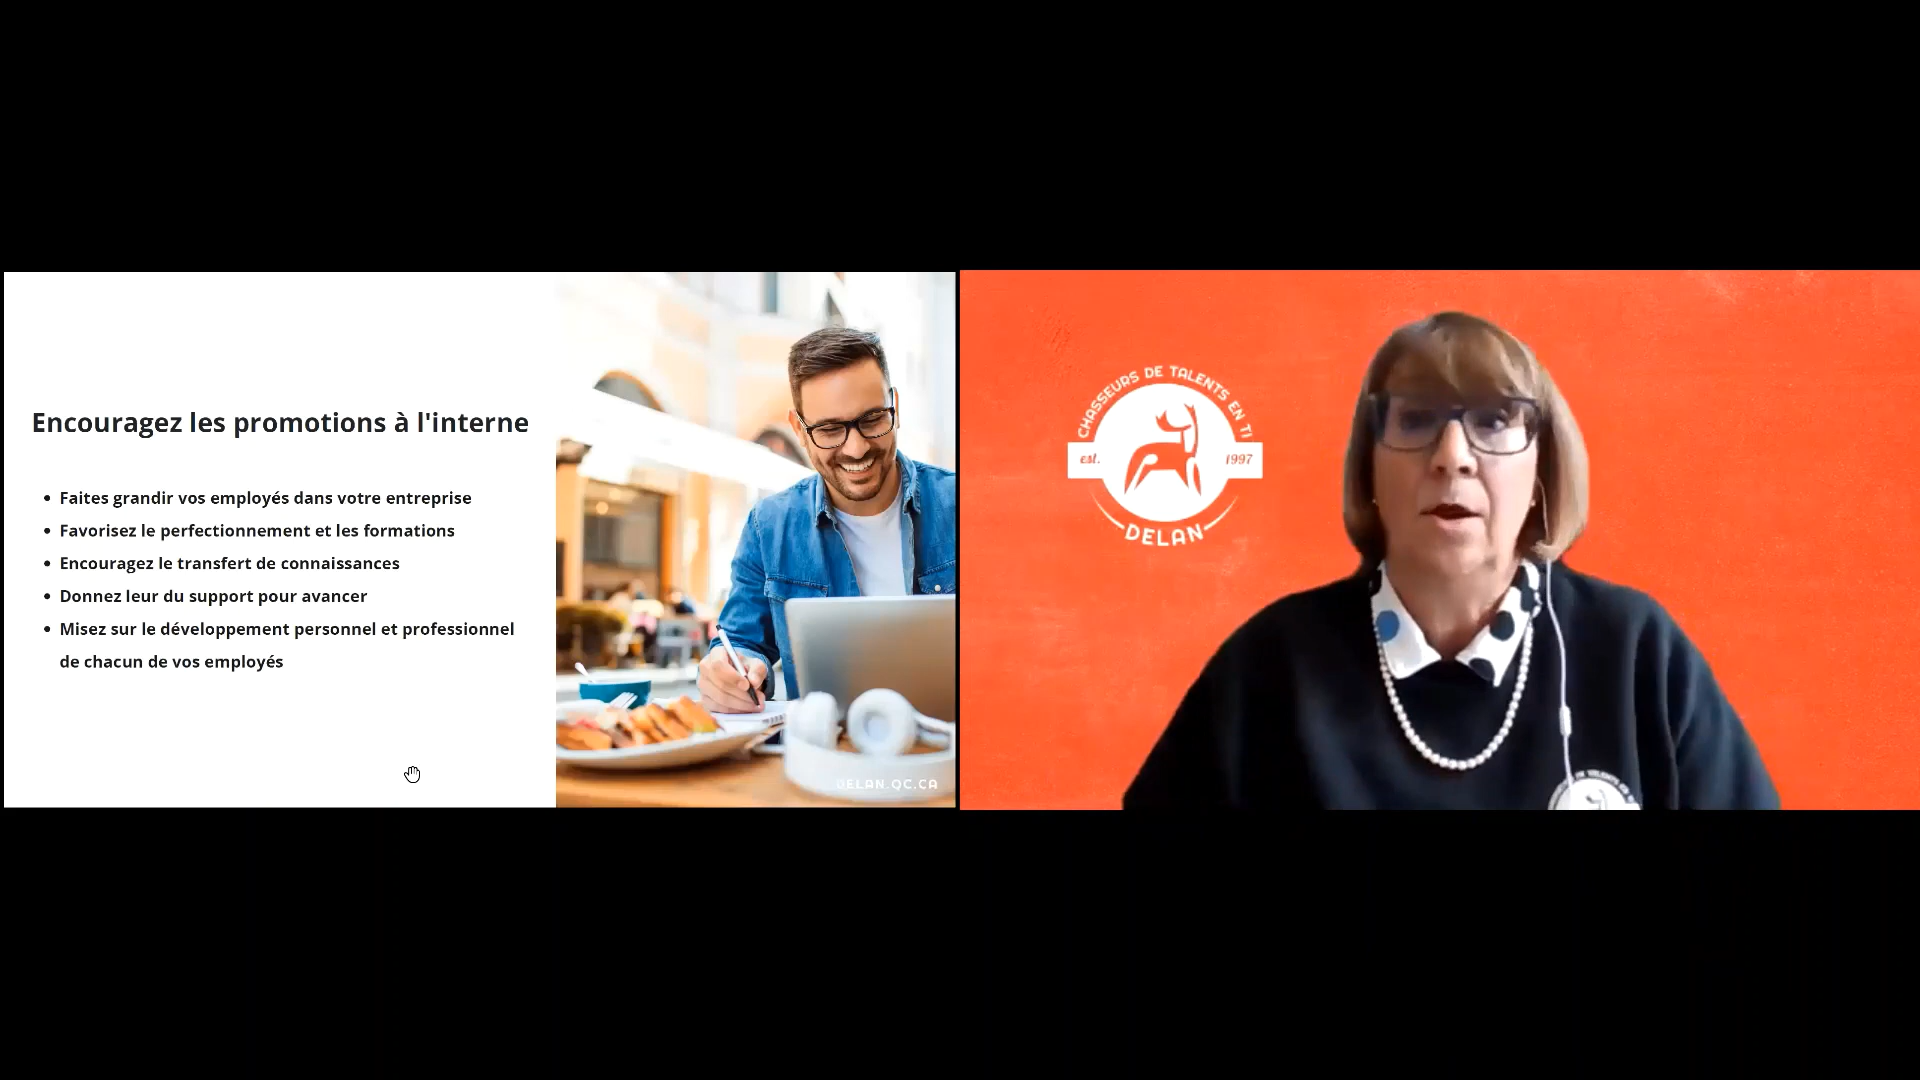 Encouragez les promotions à l'interne
• Faites grandir vos employés dans votre entreprise
• Favorisez le perfectionnement et les formations
• Encouragez le transfert de connaissances
• Donnez leur du support pour avancer
• Misez sur le développement personnel et professionnel
de chacun de vos employés
DELAN.QC.CA
CHASSEURS DE TALENTS EN TI
est. 1997
DELAN